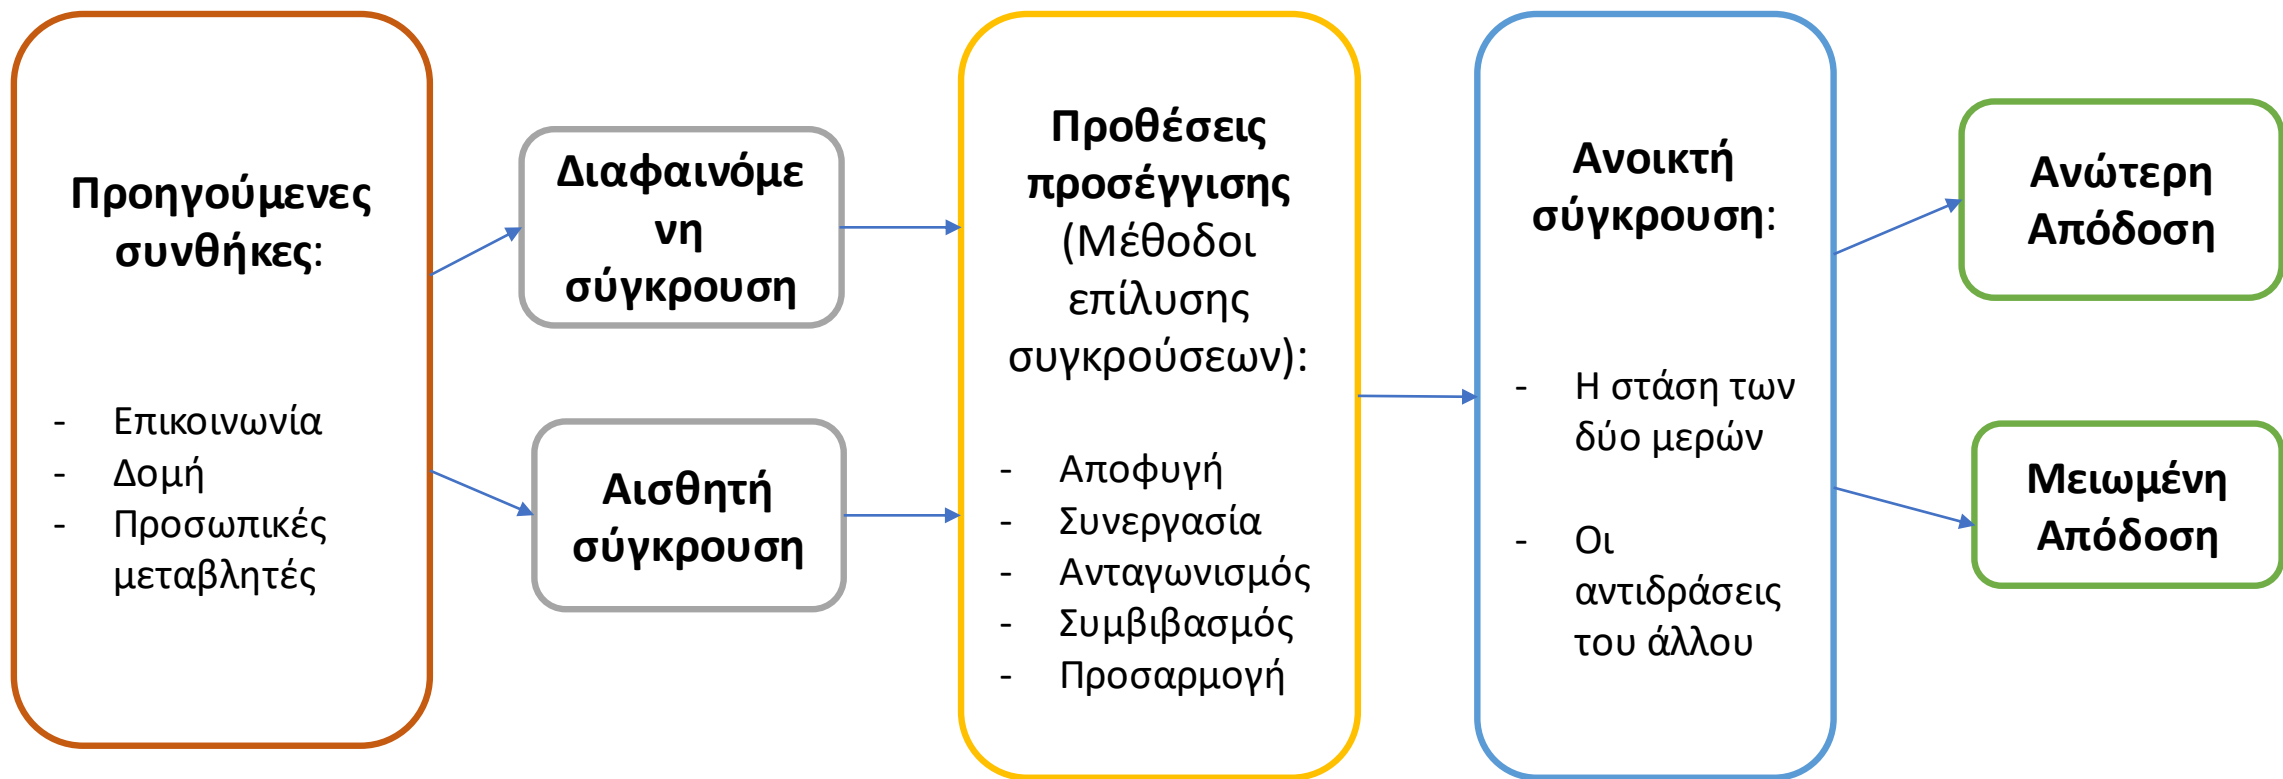 Προηγούμενες
συνθήκες:
- Επικοινωνία
- Δομή
- Προσωπικές
μεταβλητές
Διαφαινόμε
νη
σύγκρουση
Αισθητή
σύγκρουση
Προθέσεις
προσέγγισης
(Μέθοδοι
επίλυσης
συγκρούσεων):
- Αποφυγή
- Συνεργασία
- Ανταγωνισμός
- Συμβιβασμός
- Προσαρμογή
Ανοικτή
σύγκρουση:
- Η στάση των
δύο μερών
- Οι
αντιδράσεις
του άλλου
Ανώτερη
Απόδοση
Μειωμένη
Απόδοση